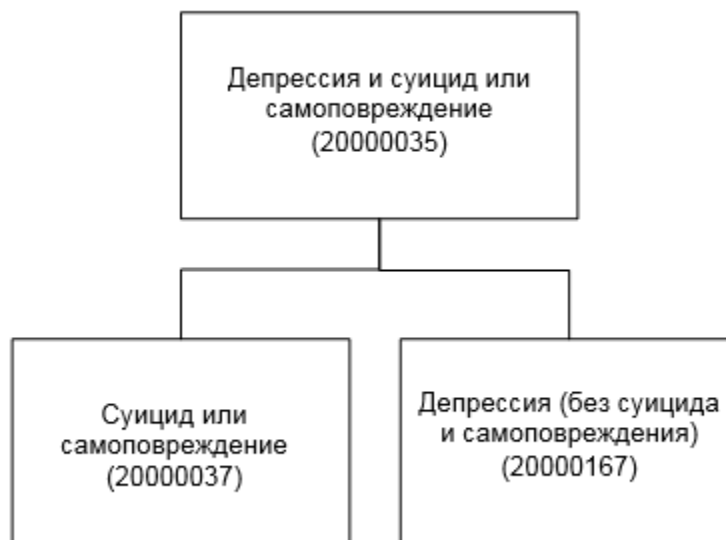 Депрессия и суицид или
самоповреждение
(20000035)
Суицид или
самоповреждение
(20000037)
Депрессия (без суицида
и самоповреждения)
(20000167)